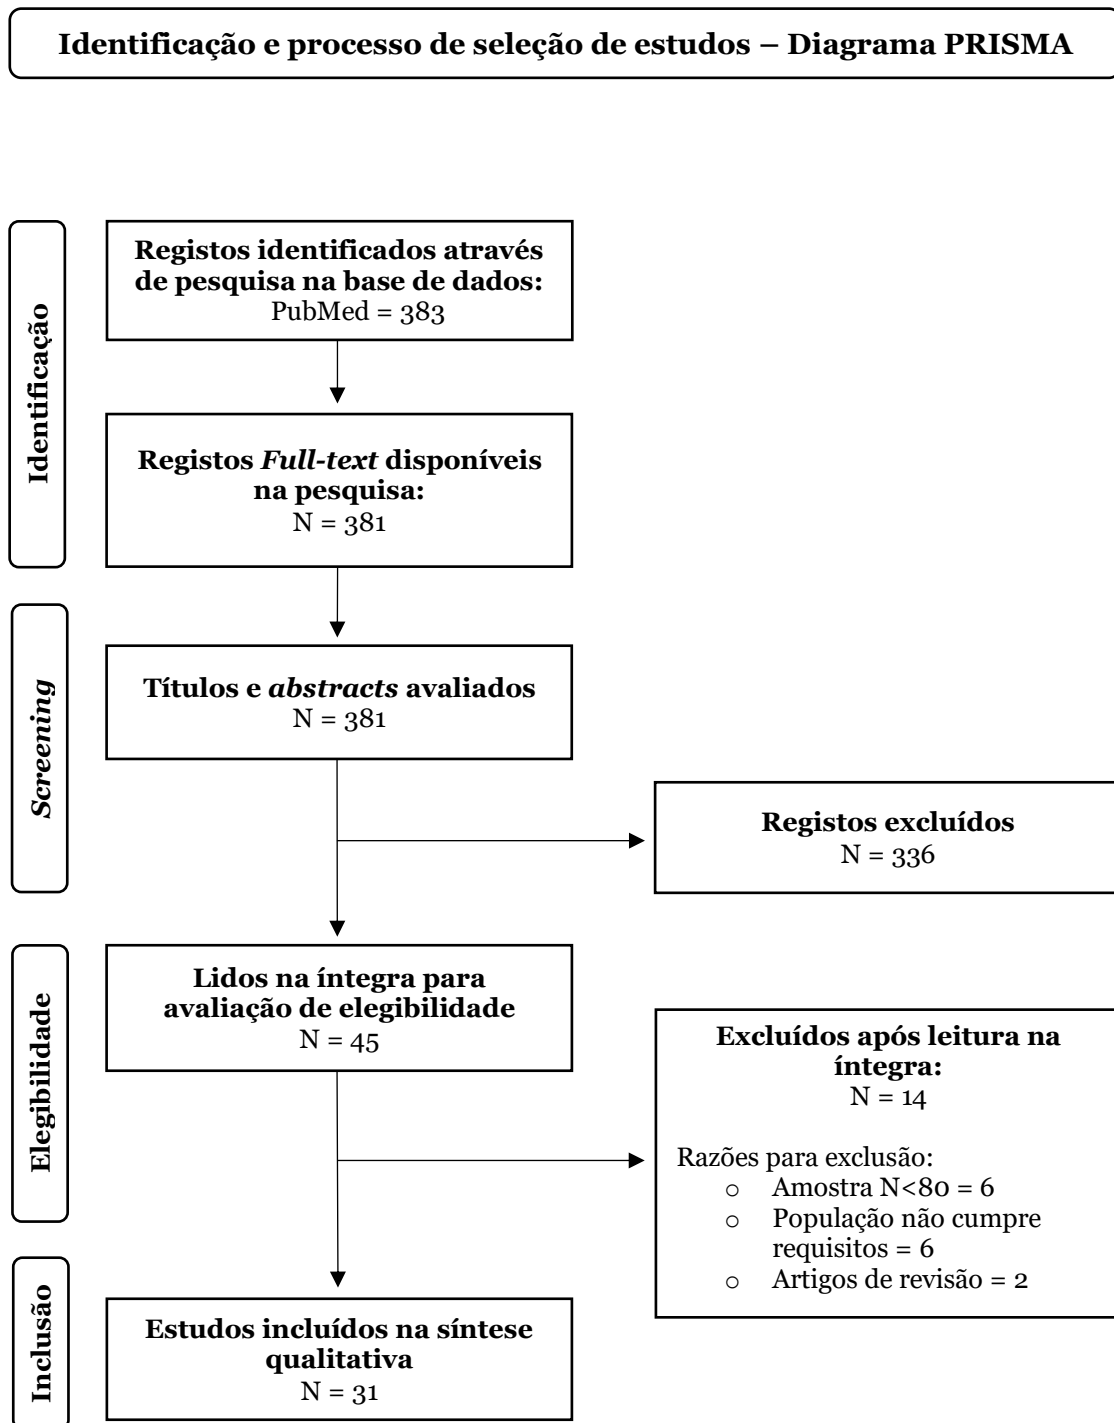 Identificação e processo de seleção de estudos – Diagrama PRISMA
Identificação
Registos identificados através
de pesquisa na base de dados:
PubMed = 383
Registos Full-text disponíveis
na pesquisa:
N = 381
Screening
Títulos e abstracts avaliados
N = 381
Registos excluídos
N = 336
Elegibilidade
Lidos na íntegra para
avaliação de elegibilidade
N = 45
Excluídos após leitura na
íntegra:
N = 14
Razões para exclusão:
o Amostra N<80 = 6
o População não cumpre
requisitos = 6
o Artigos de revisão = 2
Inclusão
Estudos incluídos na síntese
qualitativa
N = 31